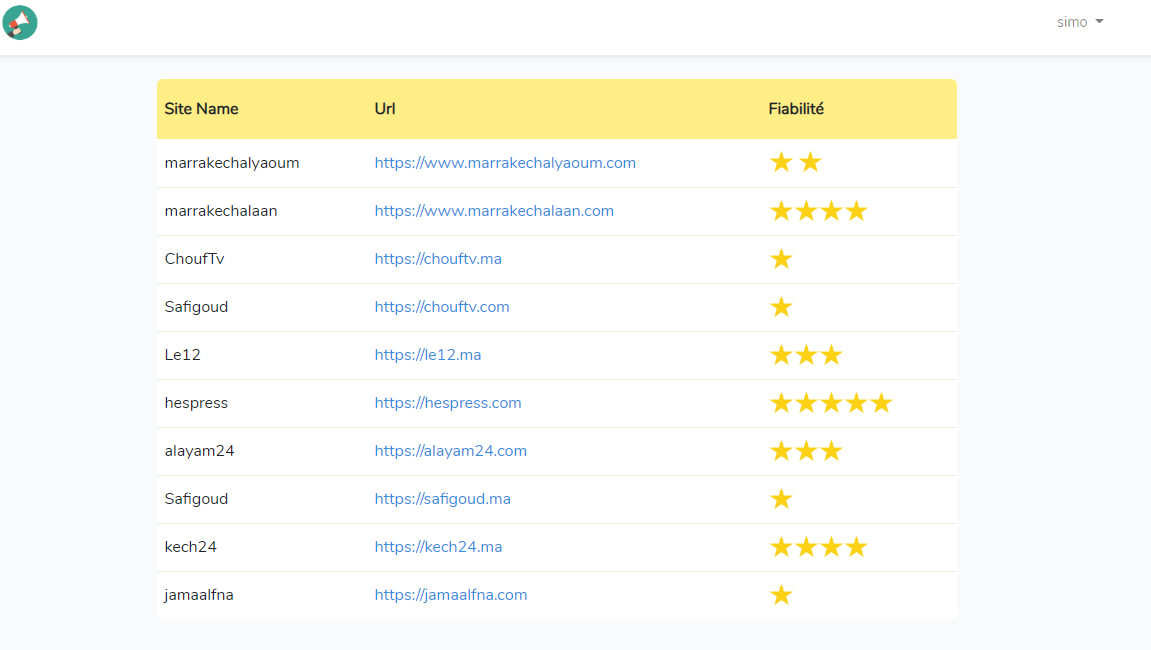 simo
Site Name Url Fiabilité
marrakechalyaoum https://www.marrakechalyaoum.com
marrakechalaan https://www.marrakechalaan.com
ChoufTv https://chouftv.ma
Safigoud https://chouftv.com
Le12 https://le12.ma
hespress https://hespress.com
alayam24 https://alayam24.com
Safigoud https://safigoud.ma
kech24 https://kech24.ma
jamaalfna https://jamaalfna.com